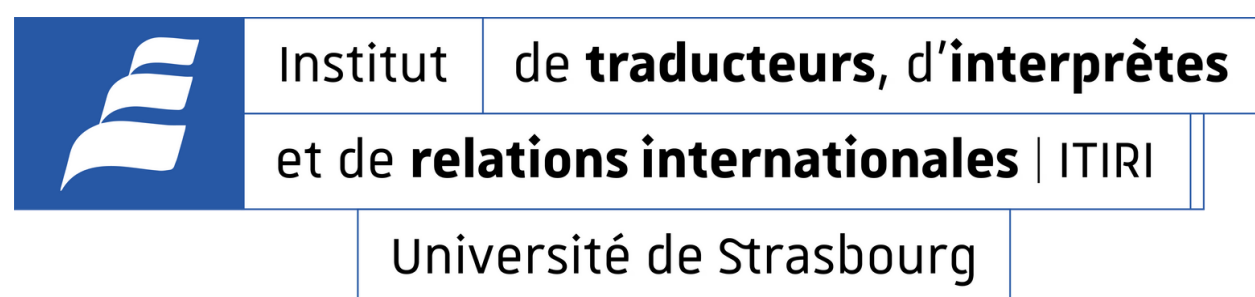 Institut de traducteurs, d'interprètes
et de relations internationales | ITIRI
Université de Strasbourg